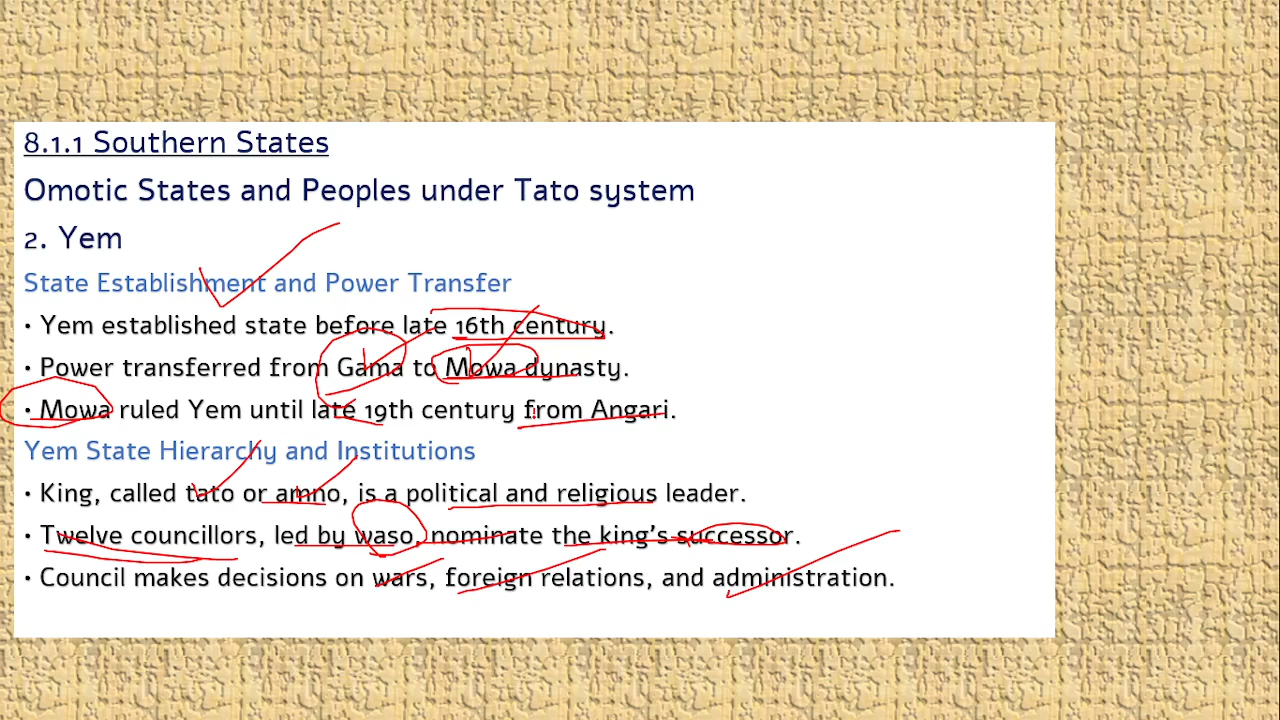 8.1.1 Southern States
Omotic States and Peoples under Tato system
2. Yem
State Establishment and Power Transfer
• Yem established state before late 16th century.
• Power transferred from Gama to Mowa dynasty.
• Mowa ruled Yem until late 19th century from Angari.
Yem State Hierarchy and Institutions
• King, called tato or amno, is a political and religious leader.
• Twelve councillors, led by waso, nominate the king's successor.
• Council makes decisions on wars, foreign relations, and administration.